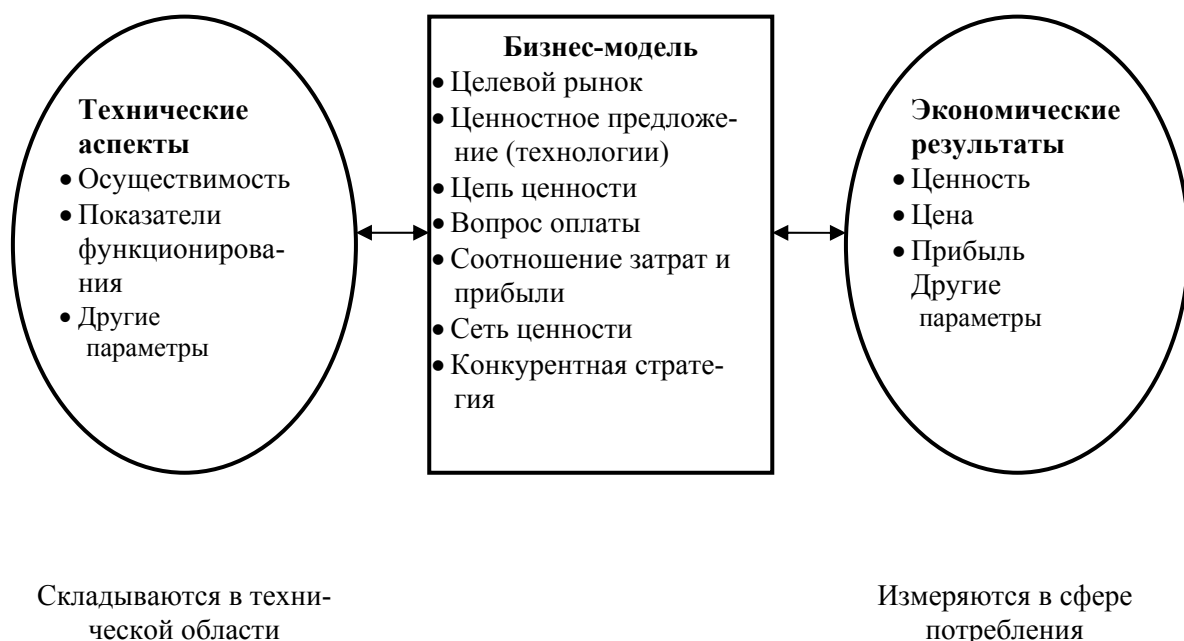 Технические
аспекты
• Осуществимость
• Показатели
функционирова-
ния
• Другие
параметры
Бизнес-модель
• Целевой рынок
• Ценностное предложе-
ние (технологии)
• Цепь ценности
• Вопрос оплаты
• Соотношение затрат и
прибыли
• Сеть ценности
• Конкурентная страте-
гия
Экономические
результаты
• Ценность
• Цена
• Прибыль
Другие
параметры
Складываются в техни-
ческой области
Измеряются в сфере
потребления